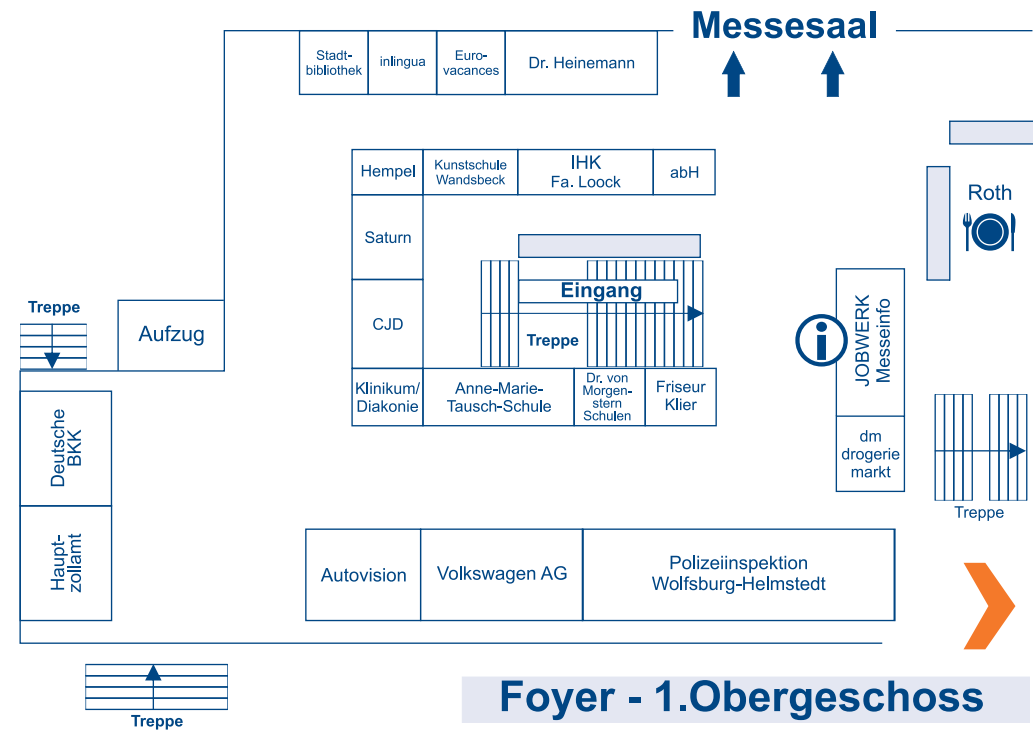 Messesaal
Stadt-
bibliothek
inlingua
Euro-
vacances
Dr. Heinemann
Hempel
Kunstschule
Wandsbeck
IHK
Fa. Loock
abH
Roth
Saturn
Eingang
Treppe
CJD
Treppe
Aufzug
i
JOBWERK
Messeinfo
Klinikum/
Diakonie
Anne-Marie-
Tausch-Schule
Dr. von
Morgen-
stern
Schulen
Friseur
Klier
Deutsche
BKK
dm
drogerie
markt
Treppe
Haupt-
zollamt
Autovision
Volkswagen AG
Polizeiinspektion
Wolfsburg-Helmstedt
Treppe
Foyer - 1.Obergeschoss